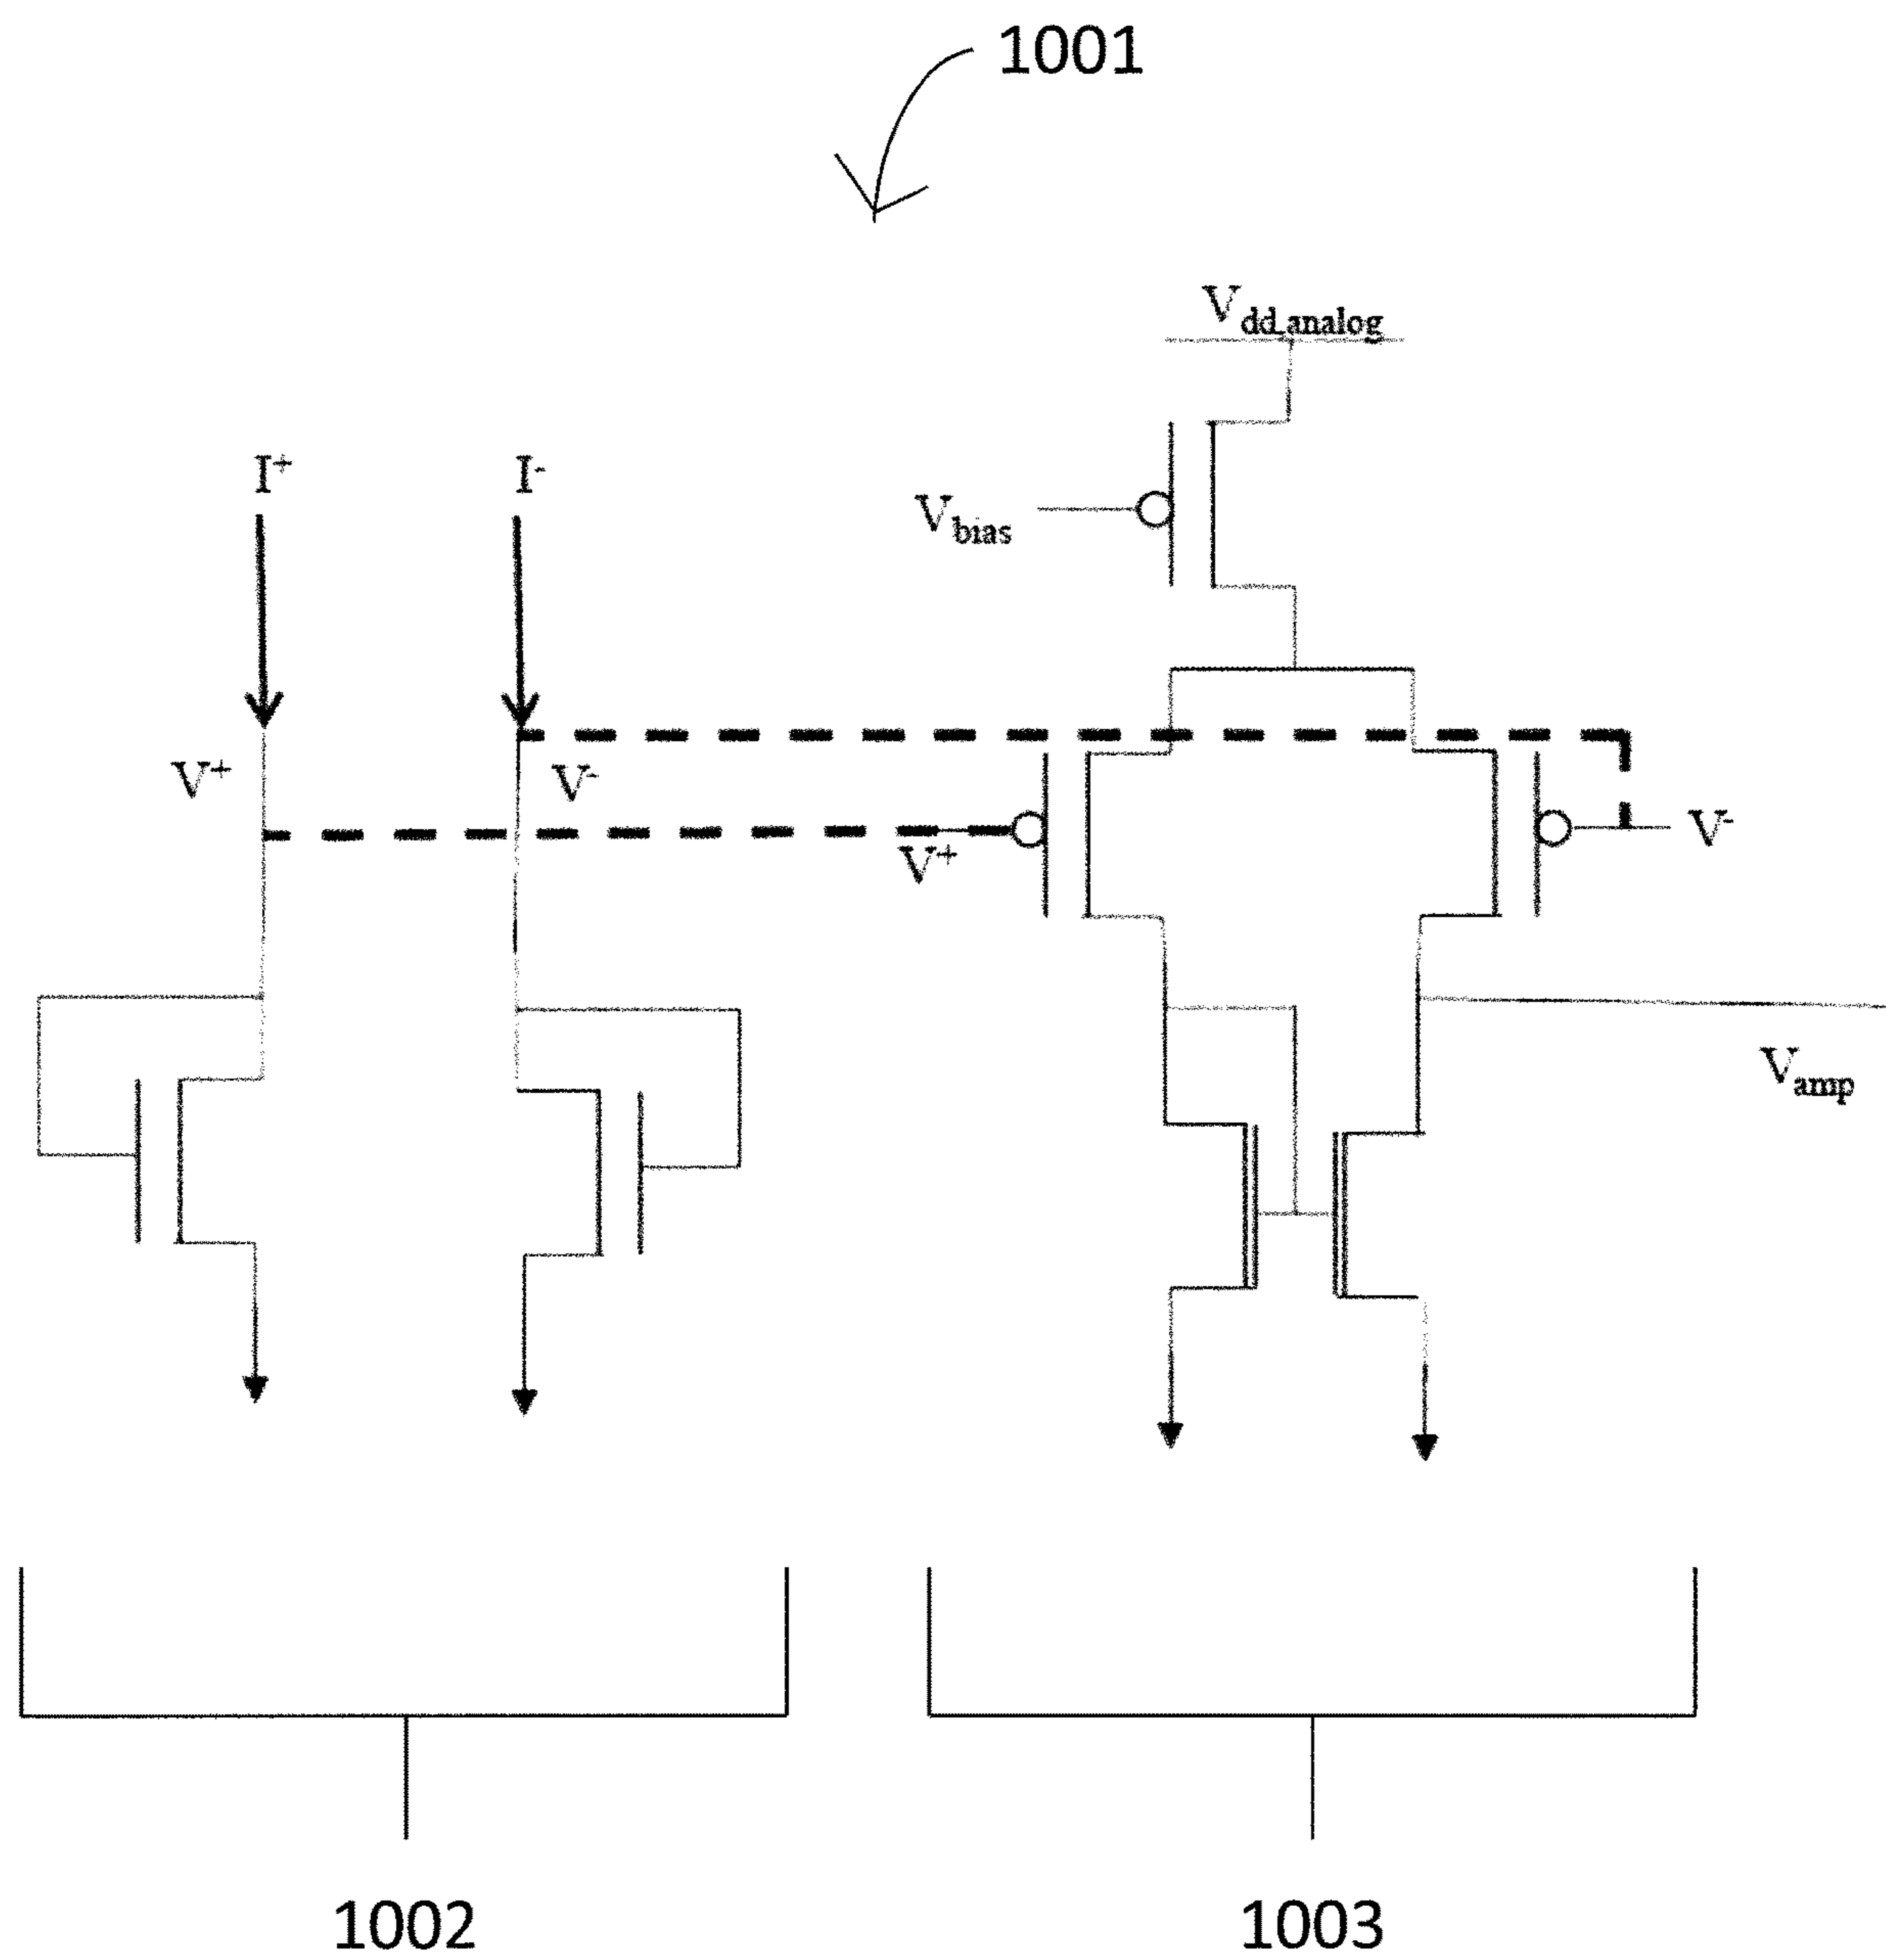 1001
Vdd_analog
I+
I-
Vbias
V+
V-
V+
V-
Vamp
1002
1003